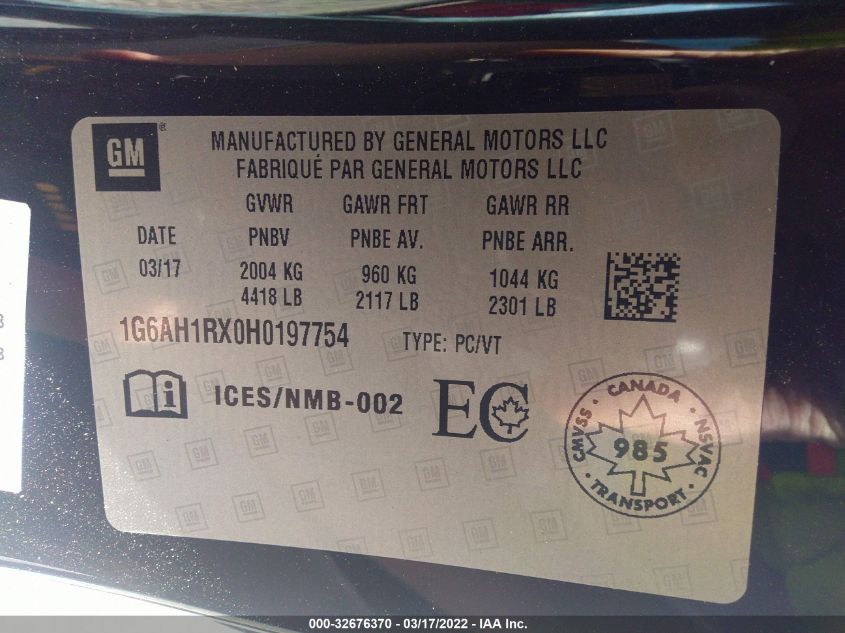 GM
MANUFACTURED BY GENERAL MOTORS LLC
FABRIQUÉ PAR GENERAL MOTORS LLC
GVWR GAWR FRT GAWR RR
DATE PNBV PNBE AV. PNBE ARR.
03/17 2004 KG 960 KG 1044 KG
4418 LB 2117 LB 2301 LB
1G6AH1RX0H0197754 TYPE: PC/VT
i ICES/NMB-002 EC
CANADA
CMVSS 985 NSVAC
TRANSPORT
000-32676370 - 03/17/2022 - IAA Inc.